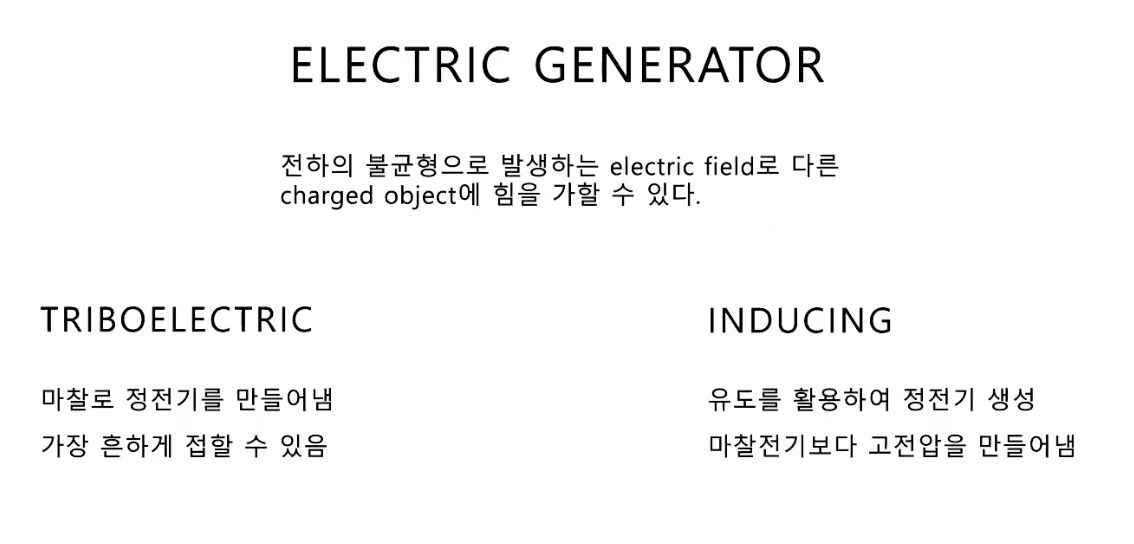 ELECTRIC GENERATOR
전하의 불균형으로 발생하는 electric field로 다른
charged object에 힘을 가할 수 있다.
TRIBOELECTRIC
마찰로 정전기를 만들어냄
가장 흔하게 접할 수 있음
INDUCING
유도를 활용하여 정전기 생성
마찰전기보다 고전압을 만들어냄